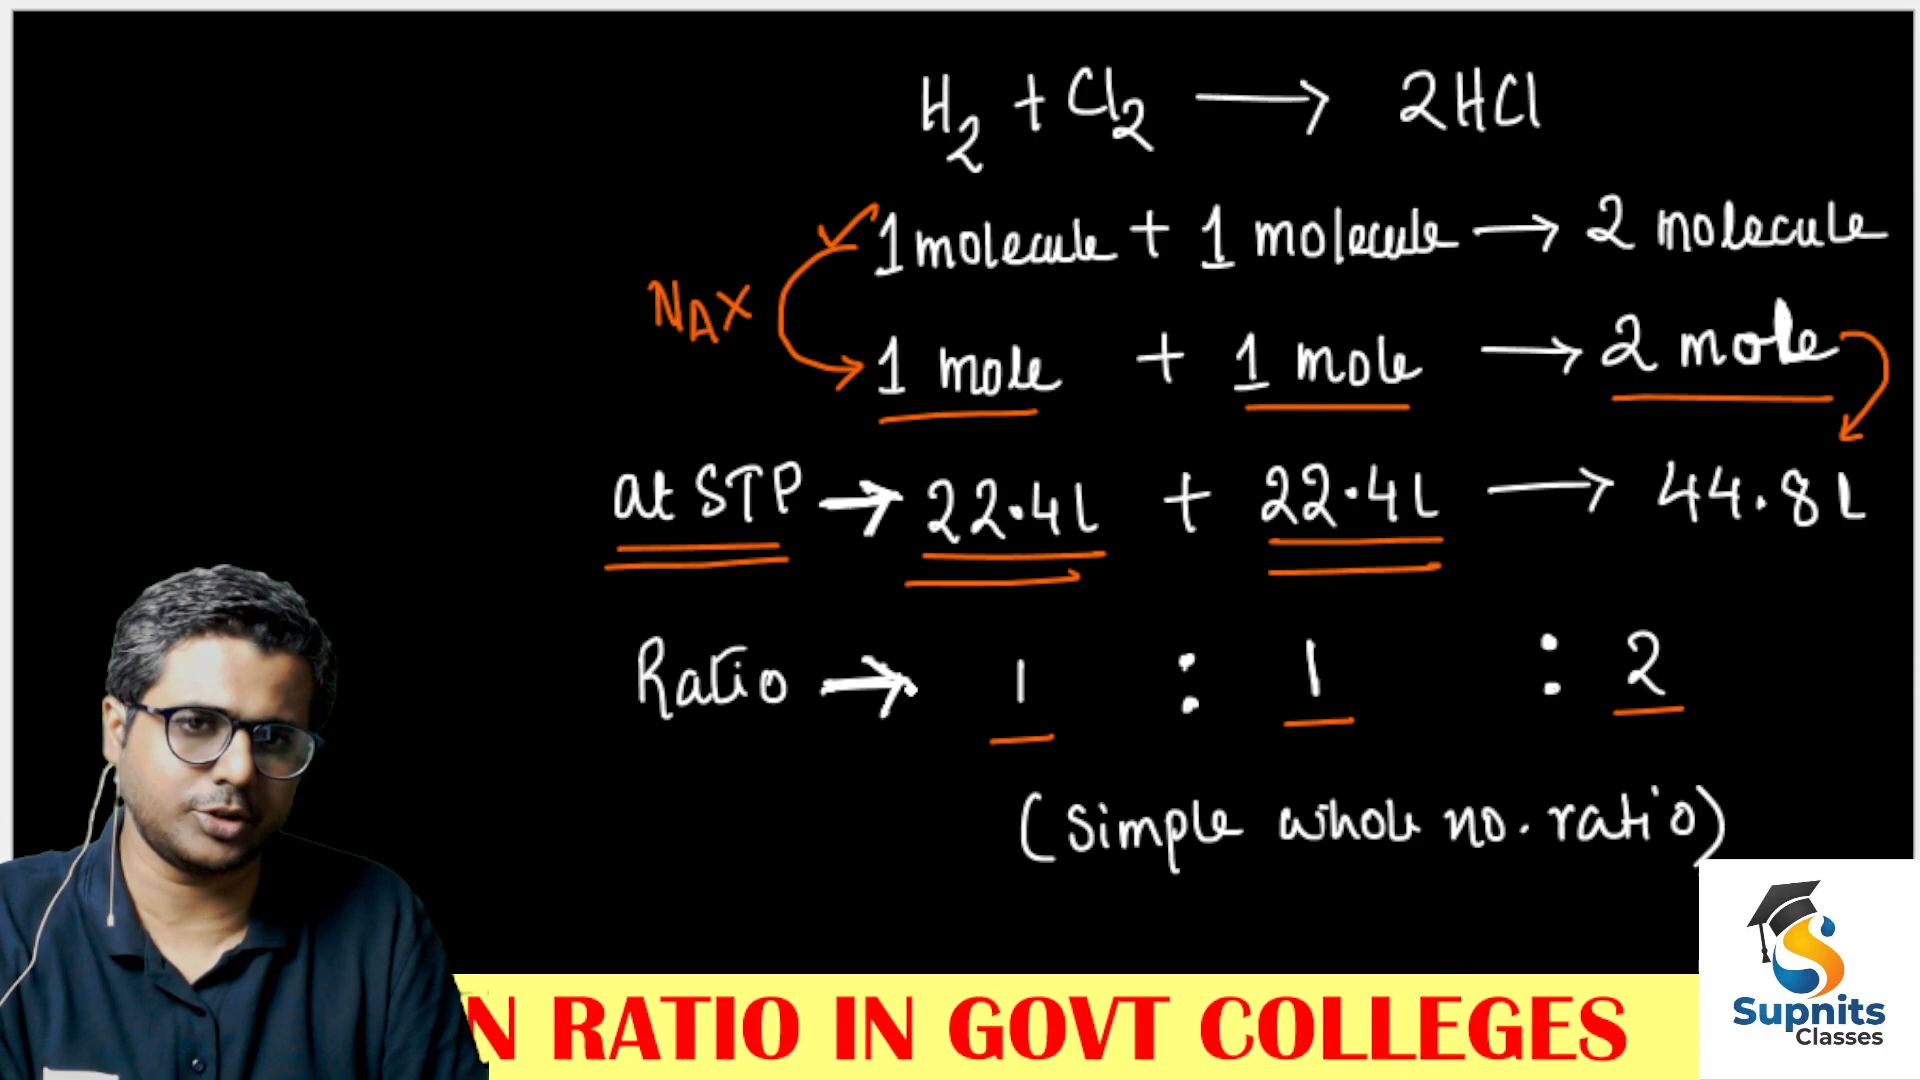 H₂ + Cl₂ → 2HCl
1 molecule + 1 molecule → 2 molecule
NAX
1 mole + 1 mole → 2 mole
at STP → 22.4L + 22.4L → 44.8L
Ratio → 1 : 1 : 2
(simple whole no. ratio)
N RATIO IN GOVT COLLEGES
Supnits
Classes